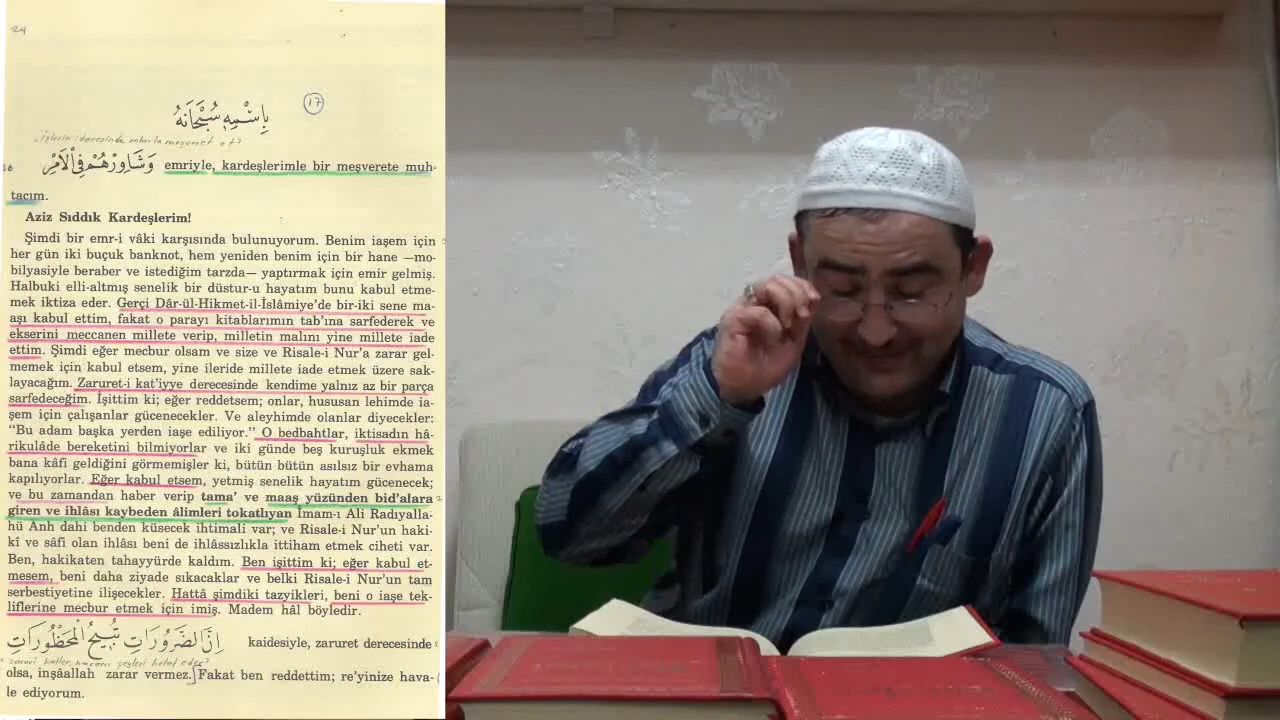 24
17
بِاسْمِهِ سُبْحَانَهُ
işlerin idaresinde onlarla meşveret et?
وَشَاوِرْهُمْ فِى الْاَمْرِ emriyle, kardeşlerimle bir meşverete muh-
tacım.
Aziz Sıddık Kardeşlerim!
Şimdi bir emr-i vâki karşısında bulunuyorum. Benim iaşem için
her gün iki buçuk banknot, hem yeniden benim için bir hane —mo-
bilyasiyle beraber ve istediğim tarzda— yaptırmak için emir gelmiş.
Halbuki elli-altmış senelik bir düstur-u hayatım bunu kabul etme-
mek iktiza eder. Gerçi Dâr-ül-Hikmet-il-İslâmiye'de bir-iki sene ma-
aşı kabul ettim, fakat o parayı kitablarımın tab'ına sarfederek ve
ekserini meccanen millete verip, milletin malını yine millete iade
ettim. Şimdi eğer mecbur olsam ve size ve Risale-i Nur'a zarar gel-
memek için kabul etsem, yine ileride millete iade etmek üzere sak-
layacağım. Zaruret-i kat'iyye derecesinde kendime yalnız az bir parça
sarfedeceğim. İşittim ki; eğer reddetsem; onlar, hususan lehimde ia-
şem için çalışanlar gücenecekler. Ve aleyhimde olanlar diyecekler:
"Bu adam başka yerden iaşe ediliyor." O bedbahtlar, iktisadın hâ-
rikulâde bereketini bilmiyorlar ve iki günde beş kuruşluk ekmek
bana kâfi geldiğini görmemişler ki, bütün bütün asılsız bir evhama
kapılıyorlar. Eğer kabul etsem, yetmiş senelik hayatım gücenecek;
ve bu zamandan haber verip tama' ve maaş yüzünden bid'alara
giren ve ihlâsı kaybeden âlimleri tokatlıyan İmam-ı Ali Radıyalla-
hü Anh dahi benden küsecek ihtimali var; ve Risale-i Nur'un haki-
kî ve sâfi olan ihlâsı beni de ihlâssızlıkla ittiham etmek ciheti var.
Ben, hakikaten tahayyürde kaldım. Ben işittim ki; eğer kabul et-
mesem, beni daha ziyade sıkacaklar ve belki Risale-i Nur'un tam
serbestiyetine ilişecekler. Hattâ şimdiki tazyikleri, beni o iaşe tek-
liflerine mecbur etmek için imiş. Madem hâl böyledir.
اِنَّ الضَّرُورَاتِ تُبِيحُ الْمَحْظُورَاتِ kaidesiyle, zaruret derecesinde
zaruri haller, haram şeyleri helal eder?
olsa, inşâallah zarar vermez.] Fakat ben reddettim; re'yinize hava-
le ediyorum.